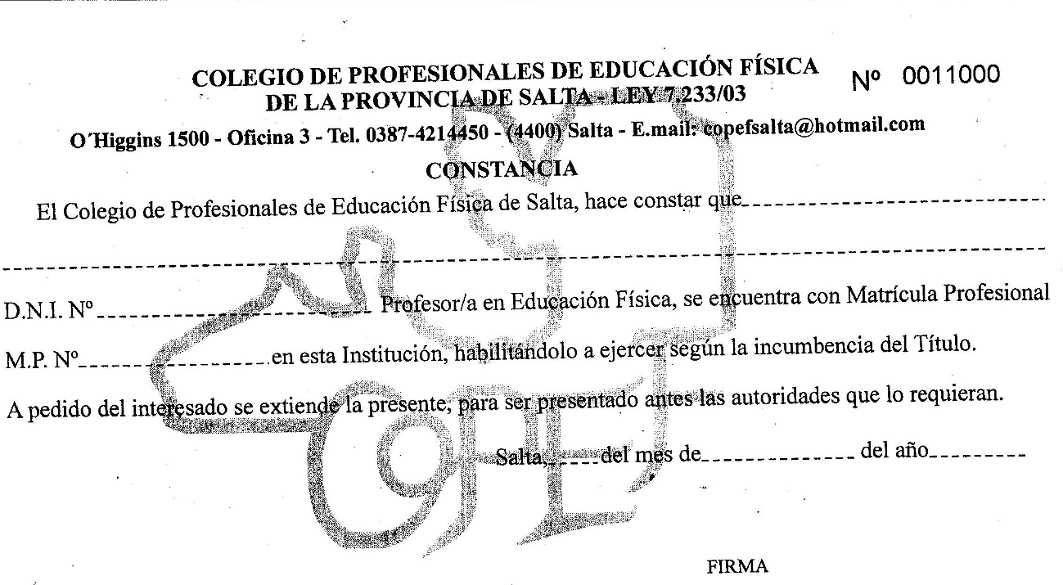 COLEGIO DE PROFESIONALES DE EDUCACIÓN FÍSICA
Nº 0011000
DE LA PROVINCIA DE SALTA - LEY 7.233/03
O´Higgins 1500 - Oficina 3 - Tel. 0387-4214450 - (4400) Salta - E.mail: copefsalta@hotmail.com
CONSTANCIA
El Colegio de Profesionales de Educación Física de Salta, hace constar que
D.N.I. Nº Profesor/a en Educación Física, se encuentra con Matrícula Profesional
M.P. Nº en esta Institución, habilitándolo a ejercer según la incumbencia del Título.
A pedido del interesado se extiende la presente, para ser presentado antes las autoridades que lo requieran.
Salta, del mes de del año
FIRMA